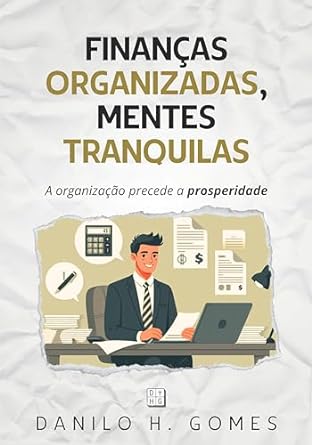 FINANÇAS
ORGANIZADAS,
MENTES
TRANQUILAS
A organização precede a prosperidade
$
$
D Y
H G
DANILO H. GOMES